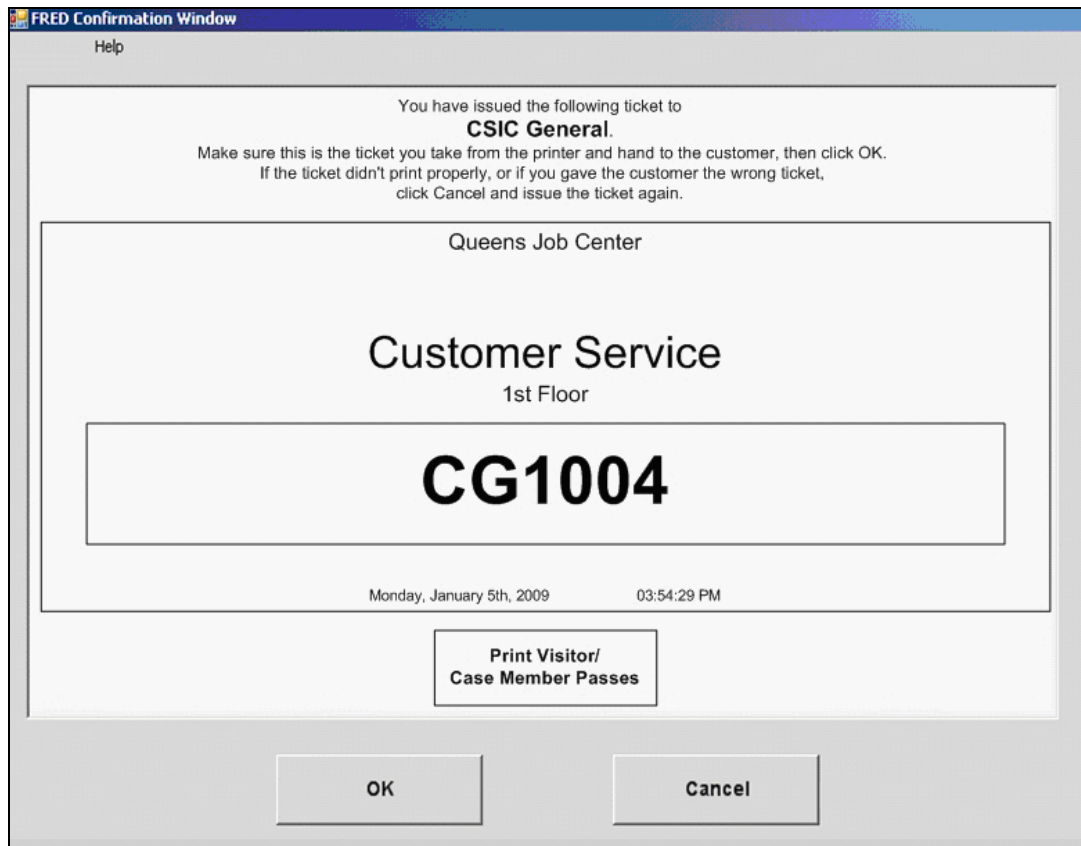 FRED Confirmation Window
Help
You have issued the following ticket to
CSIC General.
Make sure this is the ticket you take from the printer and hand to the customer, then click OK.
If the ticket didn't print properly, or if you gave the customer the wrong ticket,
click Cancel and issue the ticket again.
Queens Job Center
Customer Service
1st Floor
CG1004
Monday, January 5th, 2009 03:54:29 PM
Print Visitor/
Case Member Passes
OK Cancel